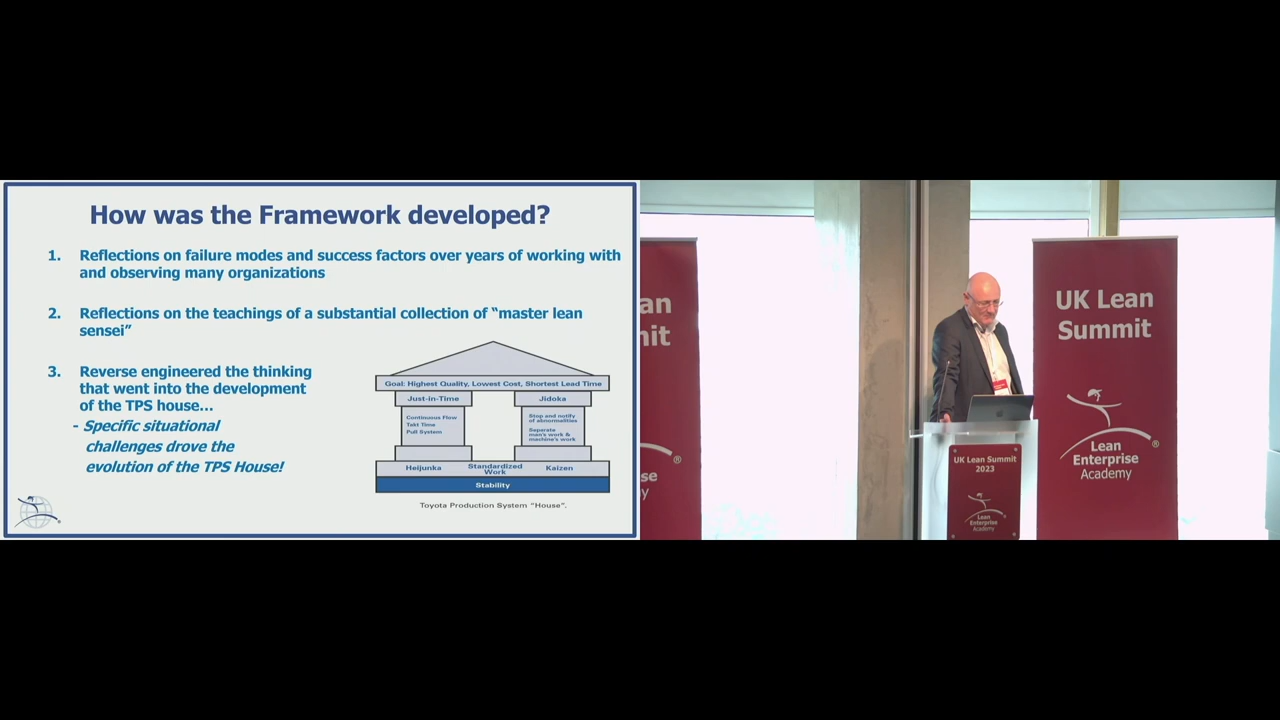 How was the Framework developed?
1. Reflections on failure modes and success factors over years of working with
and observing many organizations
2. Reflections on the teachings of a substantial collection of “master lean
sensei”
3. Reverse engineered the thinking
that went into the development
of the TPS house...
- Specific situational
challenges drove the
evolution of the TPS House!
Goal: Highest Quality, Lowest Cost, Shortest Lead Time
Just-in-Time
Continuous Flow
Takt Time
Pull System
Jidoka
Stop and notify
of abnormalities
Separate
man's work &
machine's work
Heijunka
Standardized
Work
Kaizen
Stability
Toyota Production System "House".
an
it
se
y
®
UK Lean Summit
2023
Lean
Enterprise
Academy
UK Lean
Summit
®
Lean
Enterprise
Academy